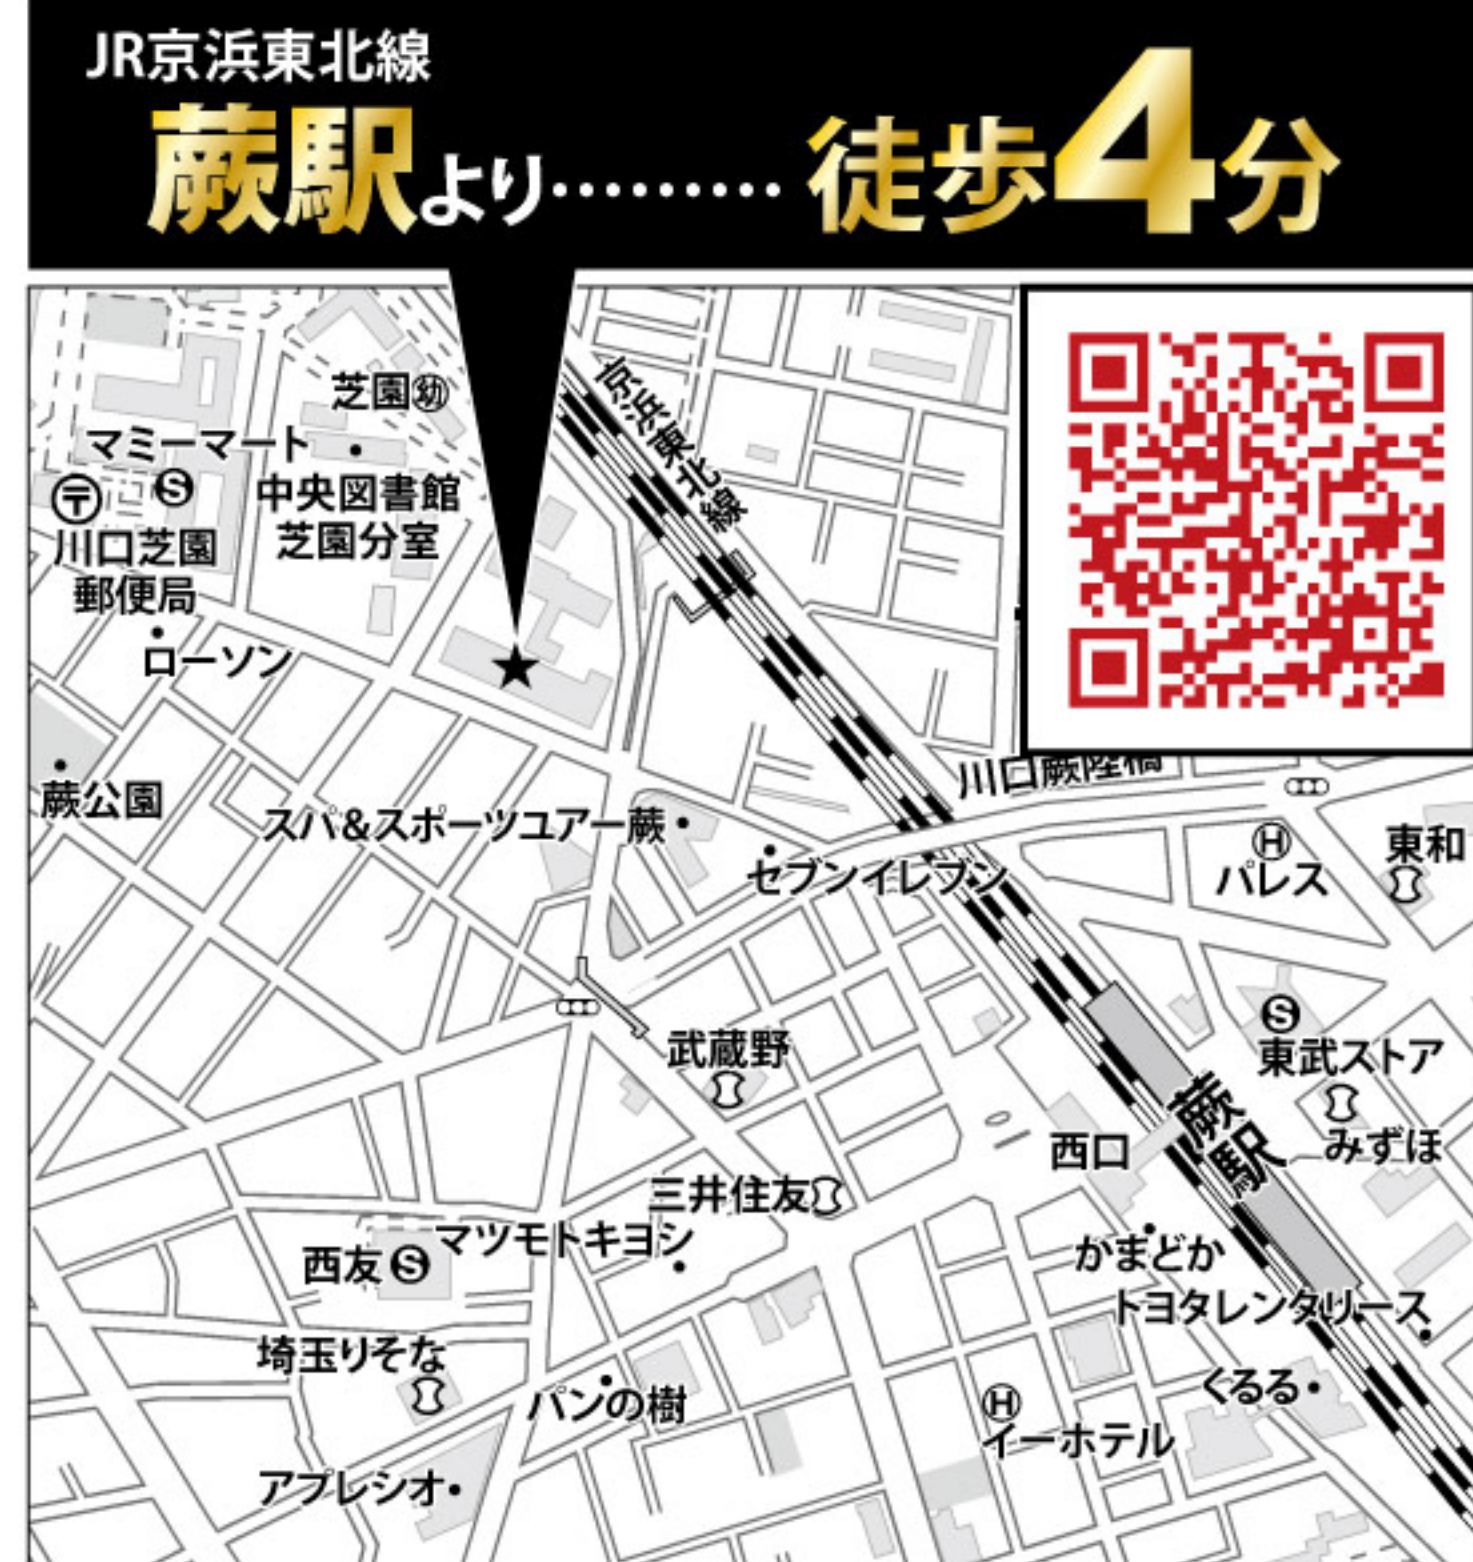 JR京浜東北線
蕨駅より………徒歩4分
京浜東北線
芝園幼
マミーマート
S
〒
中央図書館
芝園分室
川口芝園
郵便局
ローソン
蕨公園
スパ&スポーツユアー蕨
セブンイレブン
川口蕨陸橋
H
パレス
東和
武蔵野
S
東武ストア
みずほ
蕨駅
西口
三井住友
マツモトキヨシ
西友S
かまどか
トヨタレンタリース
埼玉りそな
パンの樹
くるる
H
イーホテル
アプレシオ